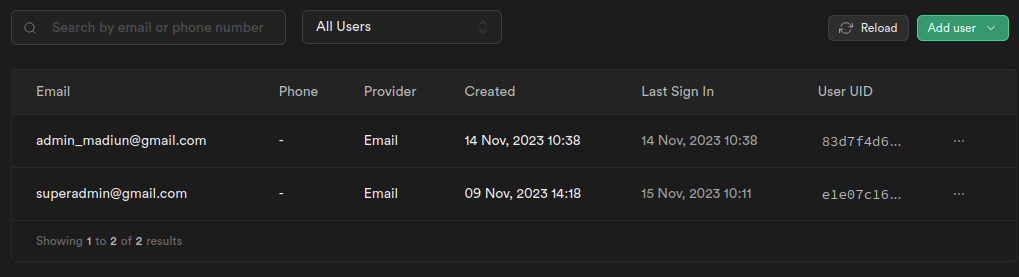 Search by email or phone number All Users Reload Add user
Email Phone Provider Created Last Sign In User UID
admin_madiun@gmail.com - Email 14 Nov, 2023 10:38 14 Nov, 2023 10:38 83d7f4d6... ...
superadmin@gmail.com - Email 09 Nov, 2023 14:18 15 Nov, 2023 10:11 e1e07c16... ...
Showing 1 to 2 of 2 results